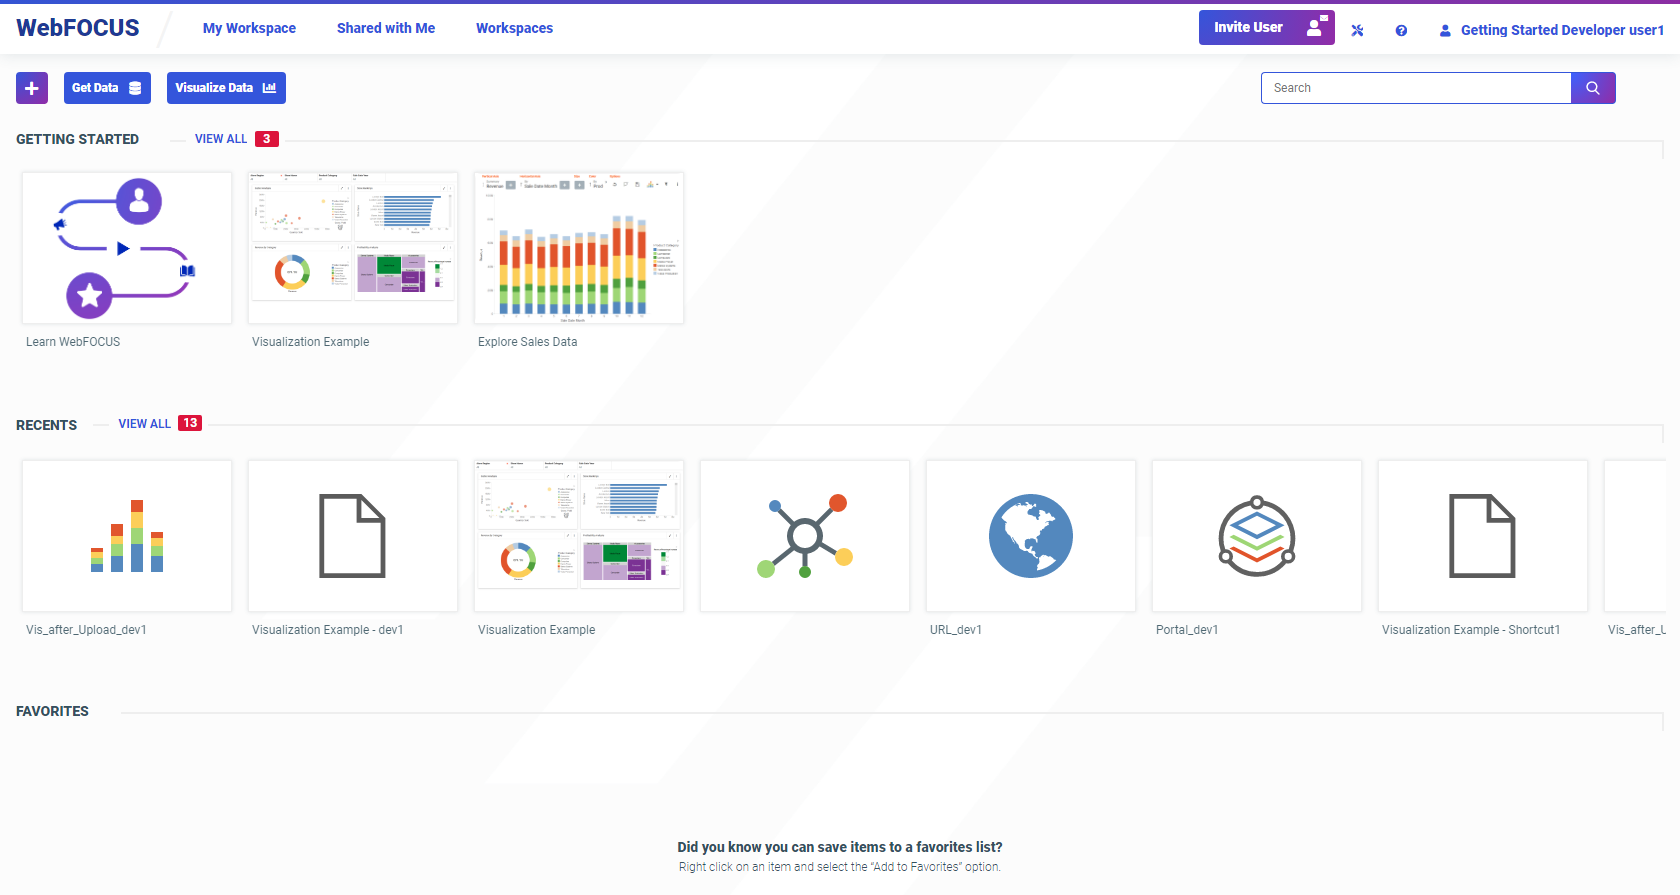 WebFOCUS
My Workspace
Shared with Me
Workspaces
Invite User
Getting Started Developer user1
Get Data
Visualize Data
Search
GETTING STARTED
VIEW ALL 3
Learn WebFOCUS
Visualization Example
Explore Sales Data
RECENTS
VIEW ALL 13
Vis_after_Upload_dev1
Visualization Example - dev1
Visualization Example
URL_dev1
Portal_dev1
Visualization Example - Shortcut1
Vis_after_U
FAVORITES
Did you know you can save items to a favorites list?
Right click on an item and select the “Add to Favorites” option.